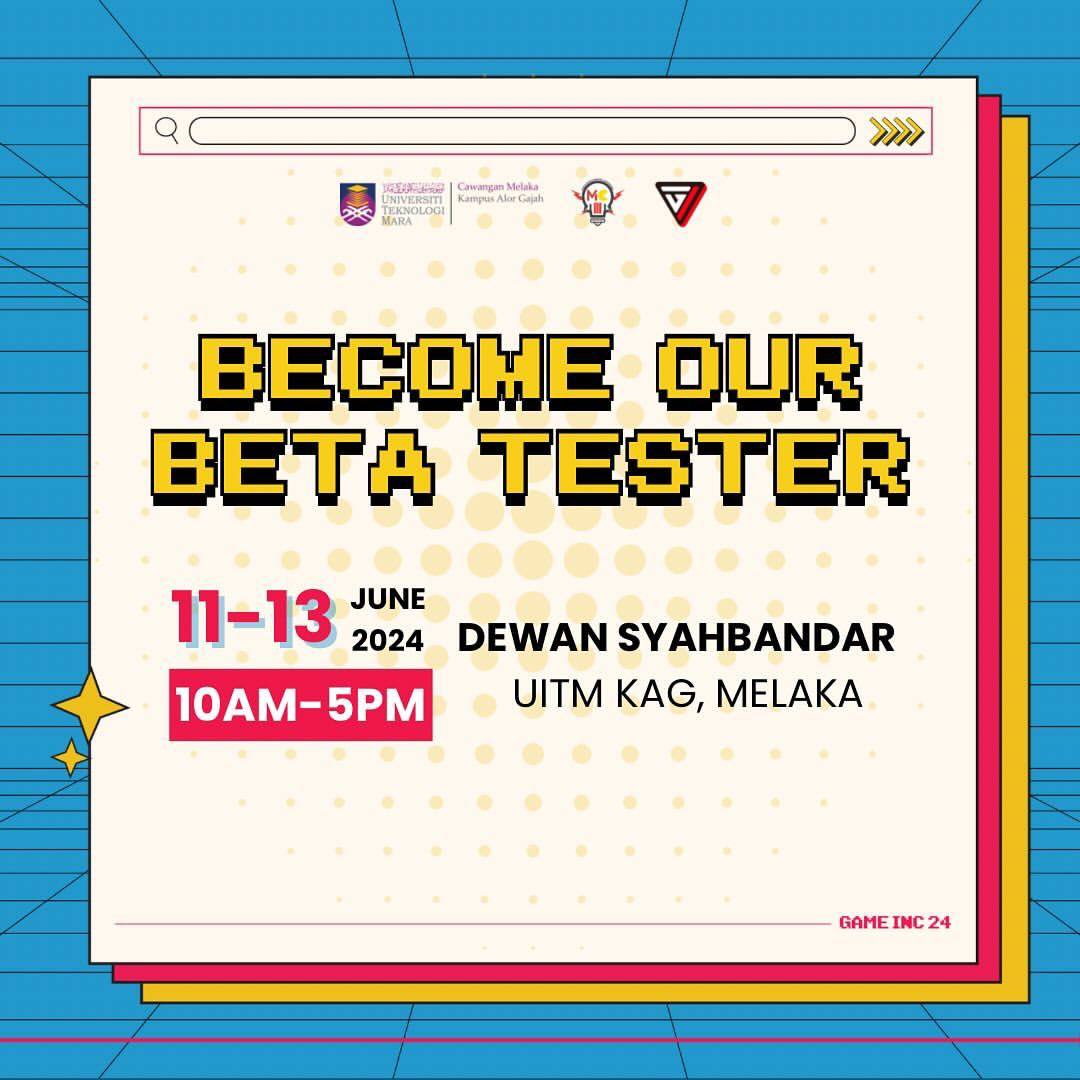 UNIVERSITI
TEKNOLOGI
MARA
Cawangan Melaka
Kampus Alor Gajah
MC
BECOME OUR
BETA TESTER
11-13 JUNE
2024
10AM-5PM
DEWAN SYAHBANDAR
UITM KAG, MELAKA
GAME INC 24